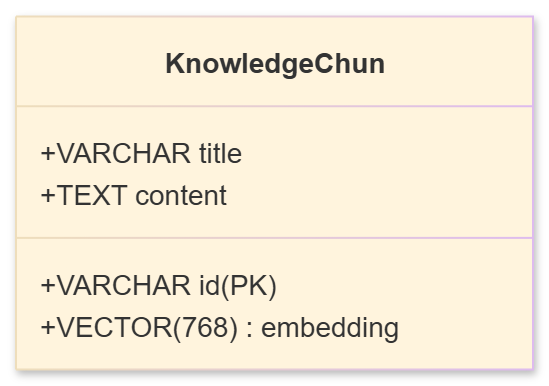 KnowledgeChun
+VARCHAR title
+TEXT content
+VARCHAR id(PK)
+VECTOR(768) : embedding